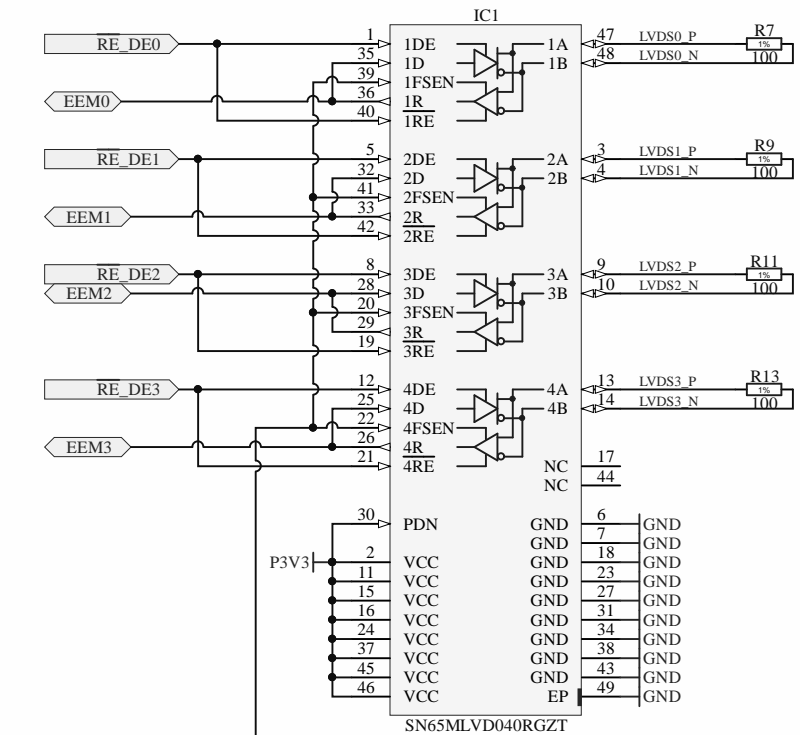 IC1
RE_DE0 1 1DE 1A 47 LVDS0_P R7
35 1D 1B 48 LVDS0_N 1% 100
39 1FSEN
EEM0 36 1R
40 1RE
RE_DE1 5 2DE 2A 3 LVDS1_P R9
32 2D 2B 4 LVDS1_N 1% 100
41 2FSEN
EEM1 33 2R
42 2RE
RE_DE2 8 3DE 3A 9 LVDS2_P R11
EEM2 28 3D 3B 10 LVDS2_N 1% 100
20 3FSEN
29 3R
19 3RE
RE_DE3 12 4DE 4A 13 LVDS3_P R13
25 4D 4B 14 LVDS3_N 1% 100
22 4FSEN
EEM3 26 4R
21 4RE NC 17
NC 44
30 PDN GND 6 GND
GND 7 GND
P3V3 2 VCC GND 18 GND
11 VCC GND 23 GND
15 VCC GND 27 GND
16 VCC GND 31 GND
24 VCC GND 34 GND
37 VCC GND 38 GND
45 VCC GND 43 GND
46 VCC EP 49 GND
SN65MLVD040RGZT